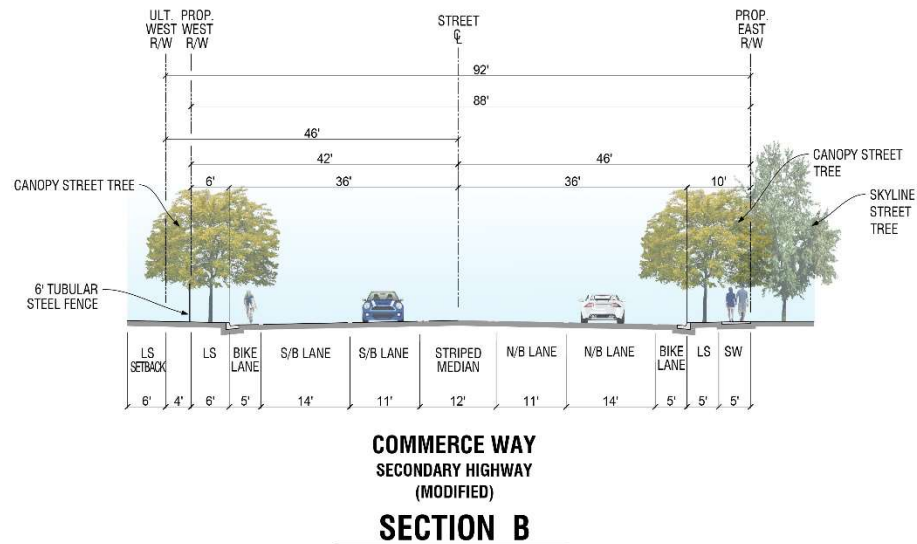 ULT. PROP.
WEST WEST
R/W R/W
STREET
℄
PROP.
EAST
R/W
92'
88'
46'
42'
46'
6'
36'
36'
10'
CANOPY STREET TREE
CANOPY STREET
TREE
SKYLINE
STREET
TREE
6' TUBULAR
STEEL FENCE
LS
SETBACK
LS
BIKE
LANE
S/B LANE
S/B LANE
STRIPED
MEDIAN
N/B LANE
N/B LANE
BIKE
LANE
LS
SW
6'
4'
6'
5'
14'
11'
12'
11'
14'
5'
5'
5'
COMMERCE WAY
SECONDARY HIGHWAY
(MODIFIED)
SECTION B